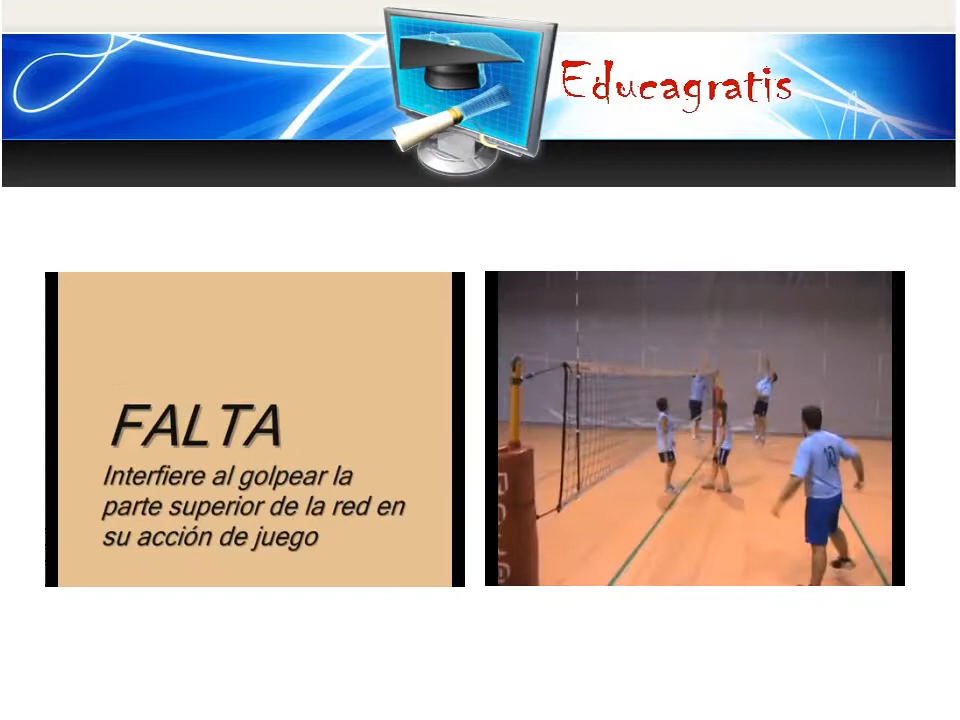 Educagratis
FALTA
Interfiere al golpear la
parte superior de la red en
su acción de juego